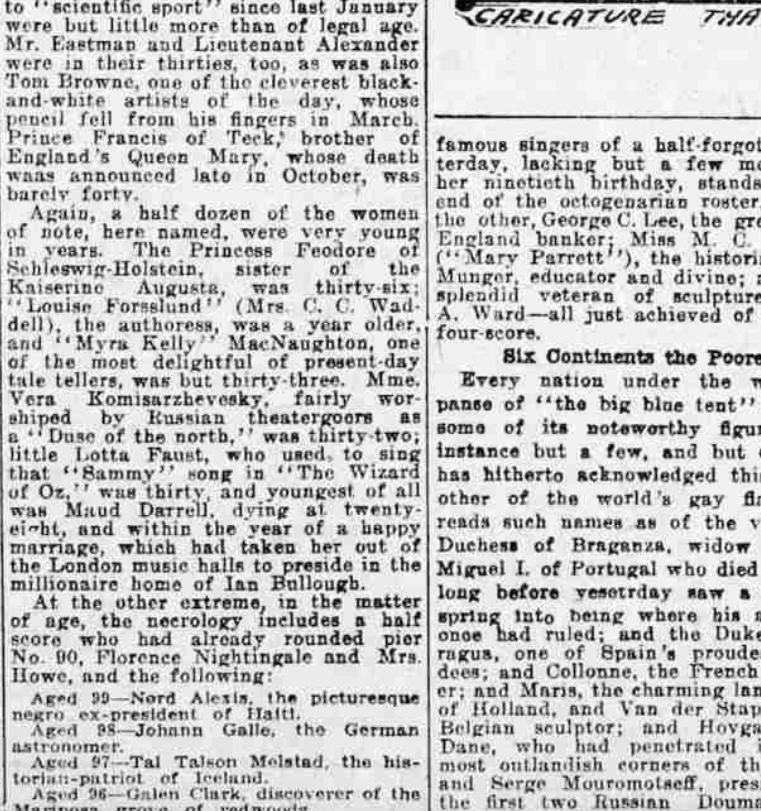 to "scientific sport" since last January
were but little more than of legal age.
Mr. Eastman and Lieutenant Alexander
were in their thirties, too, as was also
Tom Browne, one of the cleverest black-
and-white artists of the day, whose
pencil fell from his fingers in March.
Prince Francis of Teck, brother of
England's Queen Mary, whose death
waas announced late in October, was
barely forty.
Again, a half dozen of the women
of note, here named, were very young
in years. The Princess Feodore of
Schleswig-Holstein, sister of the
Kaiserine Augusta, was thirty-six;
"Louise Forsslund" (Mrs. C. C. Wad-
dell), the authoress, was a year older,
and "Myra Kelly" MacNaughton, one
of the most delightful of present-day
tale tellers, was but thirty-three. Mme.
Vera Komisarzhevesky, fairly wor-
shiped by Russian theatergoers as
a "Duse of the north," was thirty-two;
little Lotta Faust, who used to sing
that "Sammy" song in "The Wizard
of Oz," was thirty, and youngest of all
was Maud Darrell, dying at twenty-
eight, and within the year of a happy
marriage, which had taken her out of
the London music halls to preside in the
millionaire home of Ian Bullough.
At the other extreme, in the matter
of age, the necrology includes a half
score who had already rounded pier
No. 90, Florence Nightingale and Mrs.
Howe, and the following:
Aged 99—Nord Alexis, the picturesque
negro ex-president of Haiti.
Aged 98—Johann Galle, the German
astronomer.
Aged 97—Tal Talson Melstad, the his-
torian-patriot of Iceland.
Aged 96—Galen Clark, discoverer of the
Mariposa grove of redwoods.
CARICATURE THA
famous singers of a half-forgot
terday, lacking but a few mo
her ninetieth birthday, stands
end of the octogenarian roster.
the other, George C. Lee, the gre
England banker; Miss M. C.
("Mary Parrett"), the histori
Munger, educator and divine; a
splendid veteran of sculpture
A. Ward—all just achieved of
four-score.
Six Continents the Poore
Every nation under the w
panse of "the big blue tent"
some of its noteworthy figur
instance but a few, and but
has hitherto acknowledged thi
other of the world's gay fl
reads such names as of the v
Duchess of Braganza, widow
Miguel I. of Portugal who died
long before yesetrday saw a
spring into being where his a
once had ruled; and the Duke
ragua, one of Spain's proude
dees; and Collonne, the French
er; and Maris, the charming lan
of Holland, and Van der Stap
Belgian sculptor; and Hovga
Dane, who had penetrated i
most outlandish corners of th
and Serge Mouromotseff, pres
the first two Russian Douma